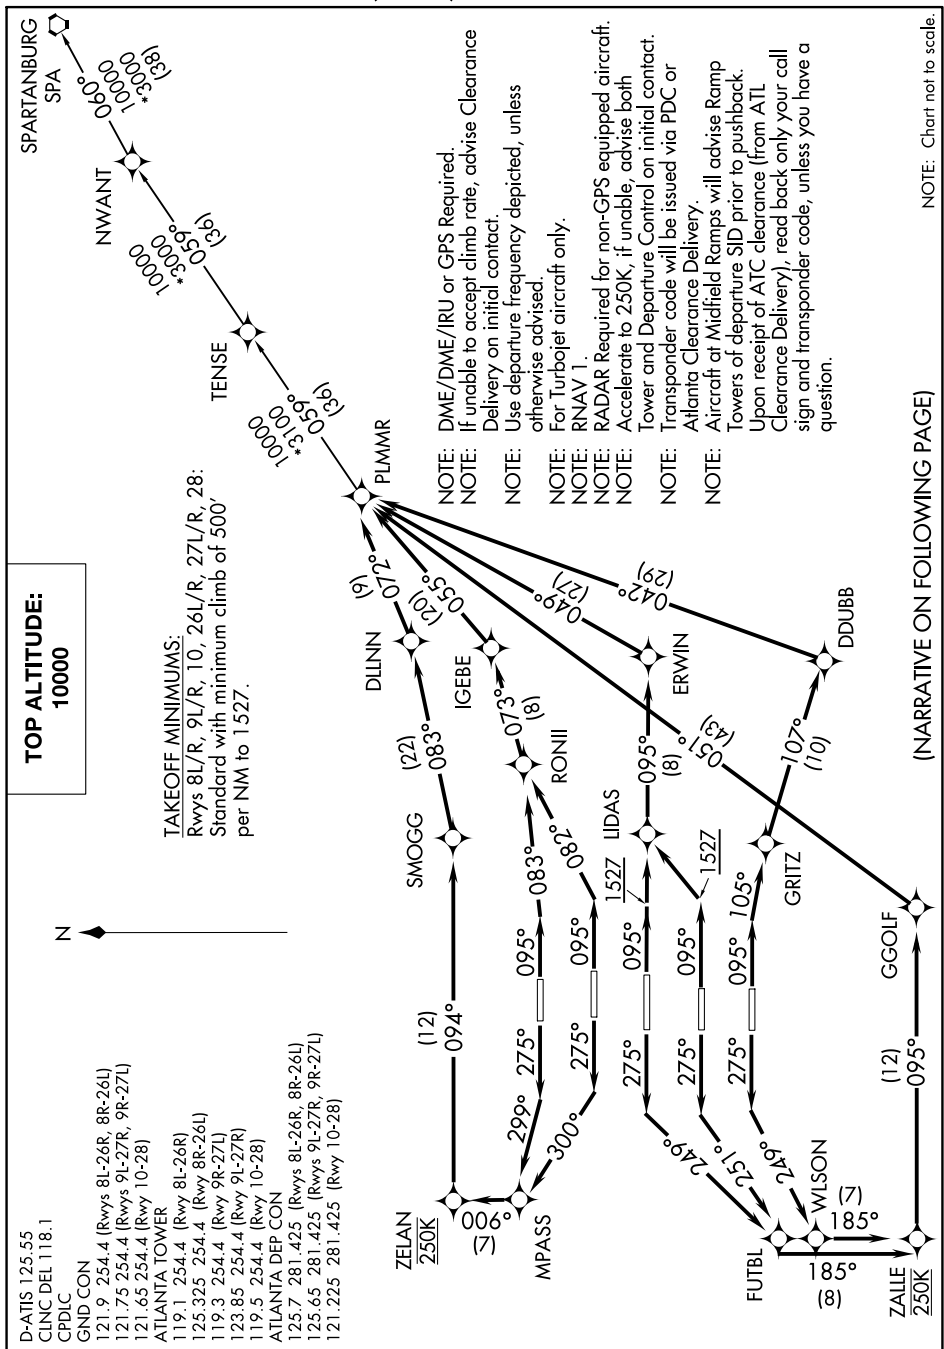 D-ATIS 125.55
CLNC DEL 118.1
CPDLC
GND CON
121.9 254.4 (Rwys 8L-26R, 8R-26L)
121.75 254.4 (Rwys 9L-27R, 9R-27L)
121.65 254.4 (Rwy 10-28)
ATLANTA TOWER
119.1 254.4 (Rwy 8L-26R)
125.325 254.4 (Rwy 8R-26L)
119.3 254.4 (Rwy 9R-27L)
123.85 254.4 (Rwy 9L-27R)
119.5 254.4 (Rwy 10-28)
ATLANTA DEP CON
125.7 281.425 (Rwys 8L-26R, 8R-26L)
125.65 281.425 (Rwys 9L-27R, 9R-27L)
121.225 281.425 (Rwy 10-28)
N
TOP ALTITUDE:
10000
TAKEOFF MINIMUMS:
Rwys 8L/R, 9L/R, 10, 26L/R, 27L/R, 28:
Standard with minimum climb of 500'
per NM to 1527.
SPARTANBURG
SPA
060°
10000
*3000
(38)
NWANT
10000
*3000
059°
(36)
TENSE
10000
*3100
059°
(36)
PLMMR
(9)
072°
(20)
055°
049°
(27)
042°
(29)
DLLNN
(22)
083°
SMOGG
(12)
094°
ZELAN
250K
006°
(7)
MPASS
IGEBE
073°
(8)
RONII
083°
082°
095°
275°
299°
095°
275°
300°
ERWIN
095°
(8)
LIDAS
1527
1527
095°
275°
249°
095°
275°
251°
DDUBB
107°
(10)
GRITZ
105°
095°
275°
249°
051°
(43)
FUTBL
WLSON
(7)
185°
185°
(8)
ZALLE
250K
(12)
095°
GGOLF
NOTE: DME/DME/IRU or GPS Required.
NOTE: If unable to accept climb rate, advise Clearance
Delivery on initial contact.
NOTE: Use departure frequency depicted, unless
otherwise advised.
NOTE: For Turbojet aircraft only.
NOTE: RNAV 1.
NOTE: RADAR Required for non-GPS equipped aircraft.
NOTE: Accelerate to 250K, if unable, advise both
Tower and Departure Control on initial contact.
NOTE: Transponder code will be issued via PDC or
Atlanta Clearance Delivery.
NOTE: Aircraft at Midfield Ramps will advise Ramp
Towers of departure SID prior to pushback.
Upon receipt of ATC clearance (from ATL
Clearance Delivery), read back only your call
sign and transponder code, unless you have a
question.
(NARRATIVE ON FOLLOWING PAGE)
NOTE: Chart not to scale.